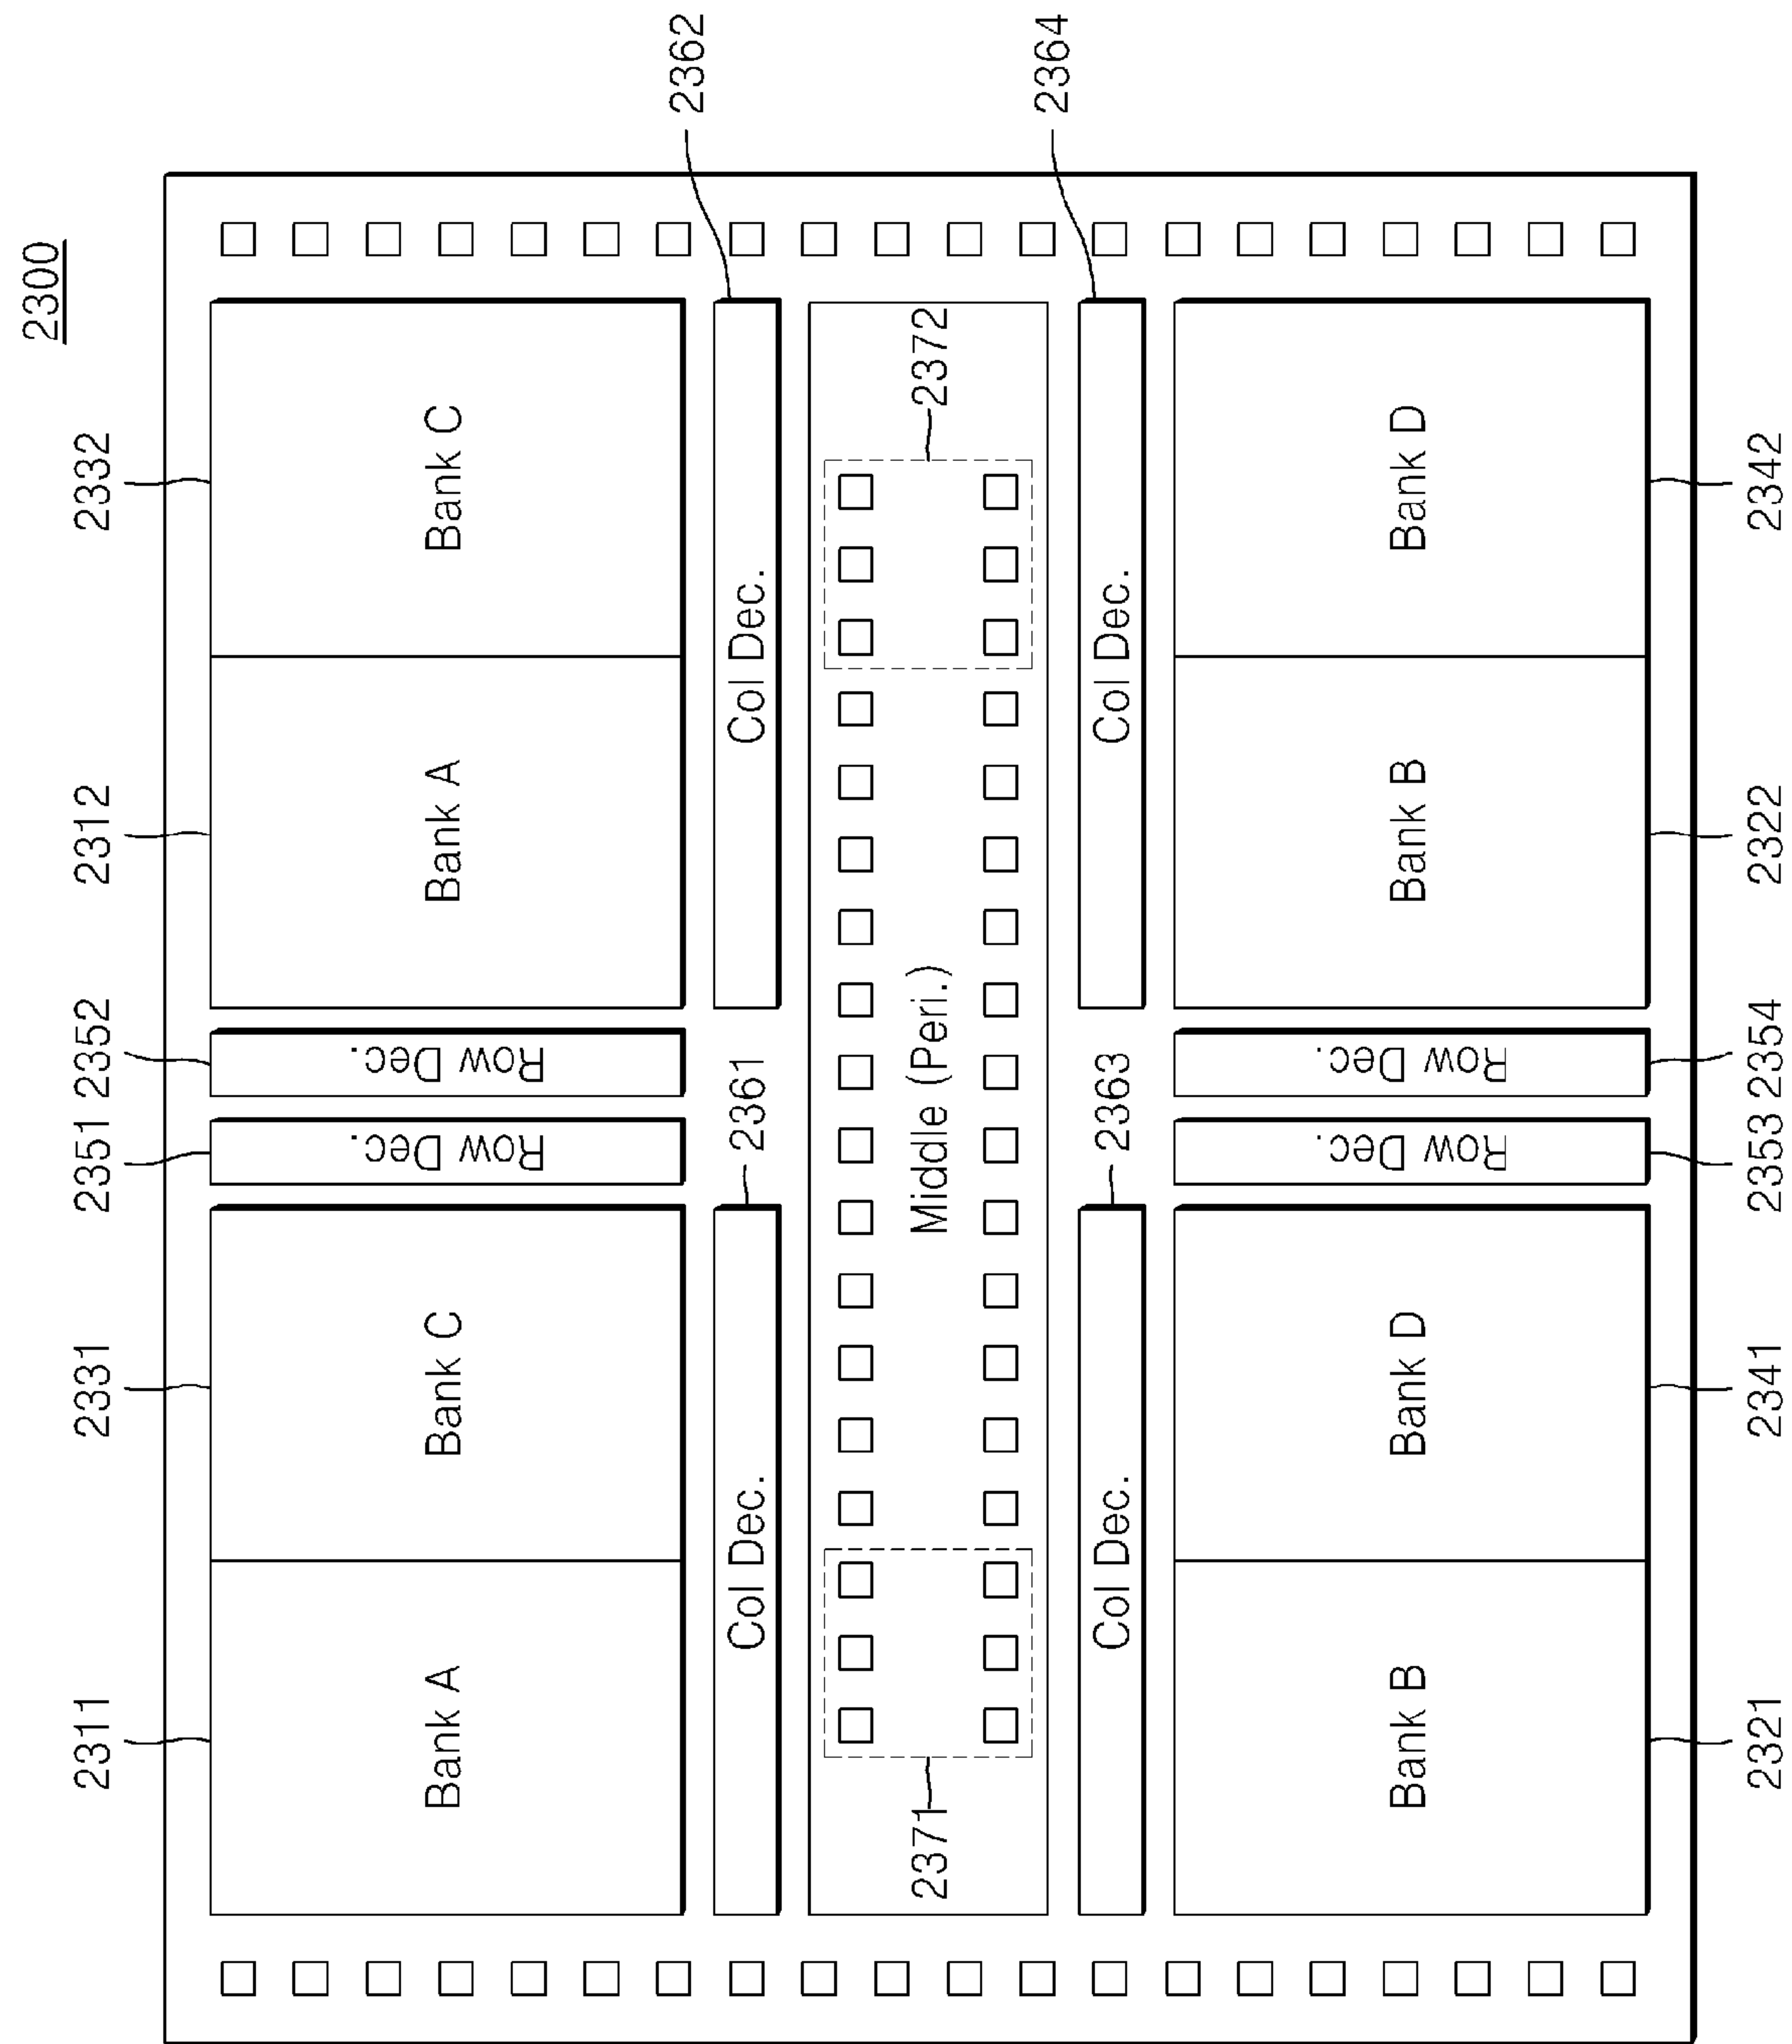 2300
2311
2331
2351
2352
2312
2332
Bank A
Bank C
Row Dec.
Row Dec.
Bank A
Bank C
2362
Col Dec.
2361
Col Dec.
2371
Middle (Peri.)
2372
2364
Col Dec.
2363
Col Dec.
Bank B
Bank D
Row Dec.
Row Dec.
Bank B
Bank D
2321
2341
2353
2354
2322
2342